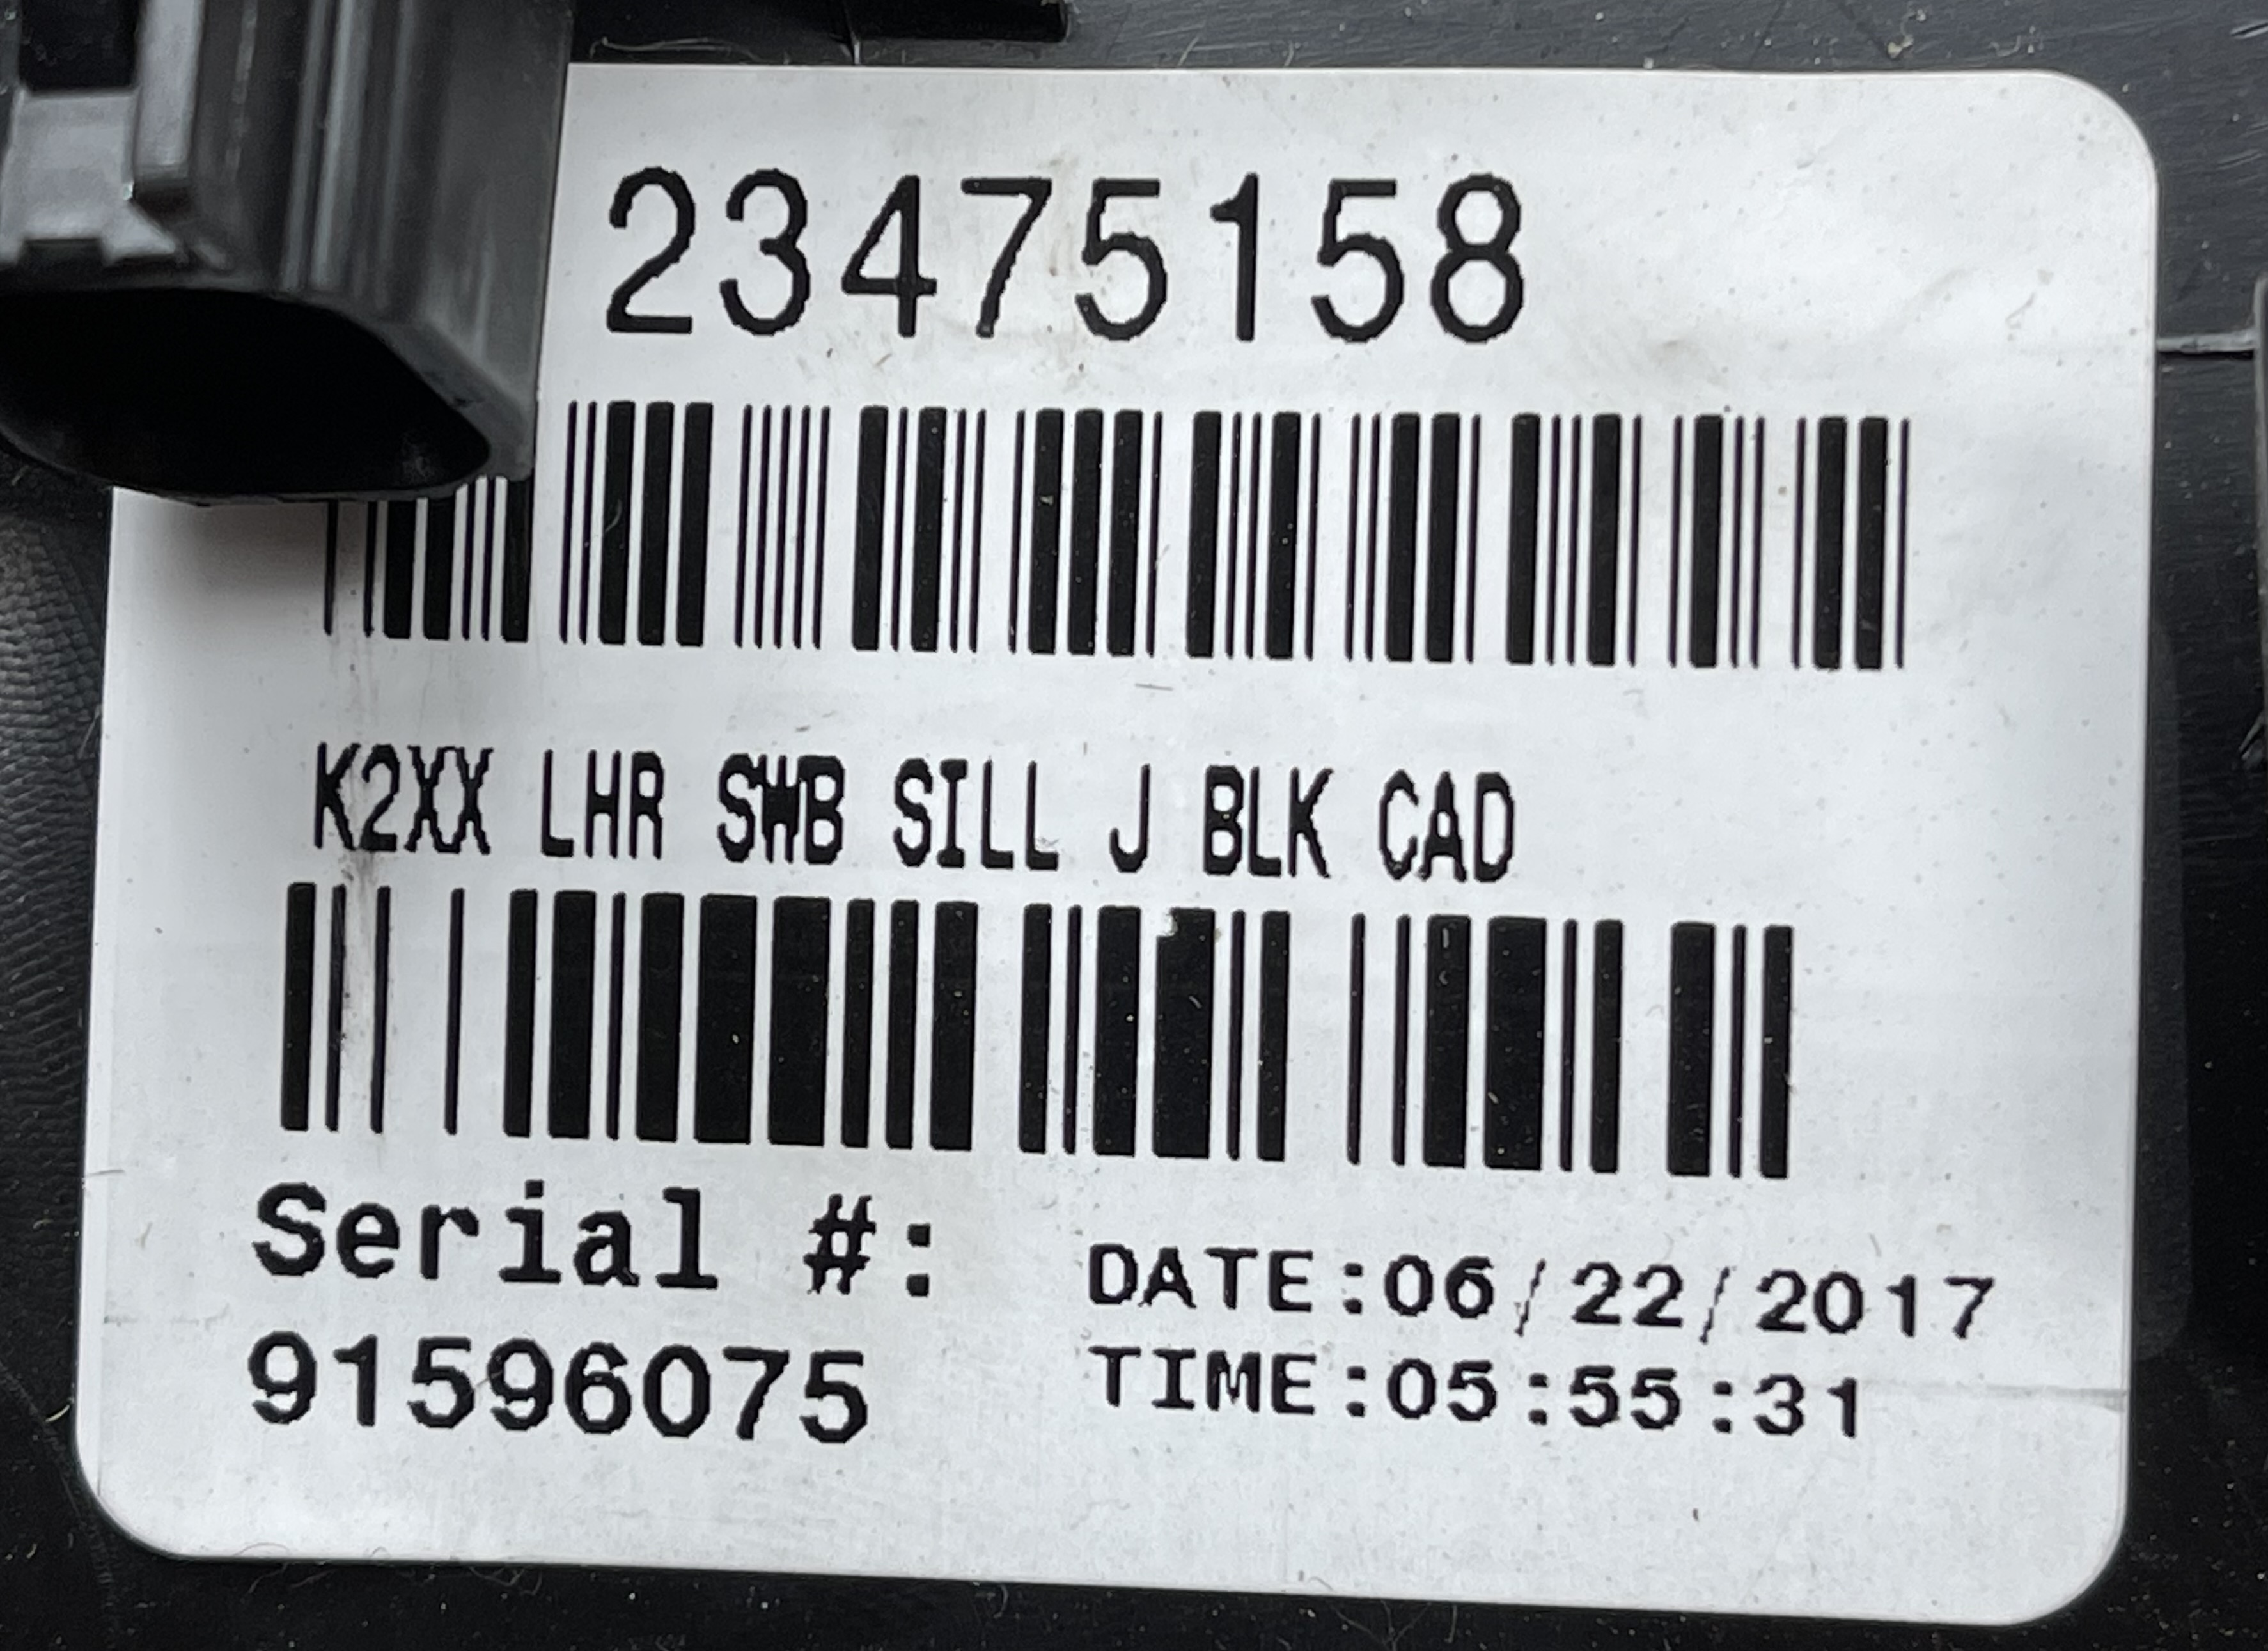 23475158
K2XX LHR SWB SILL J BLK CAD
Serial #:
91596075
DATE:06/22/2017
TIME:05:55:31